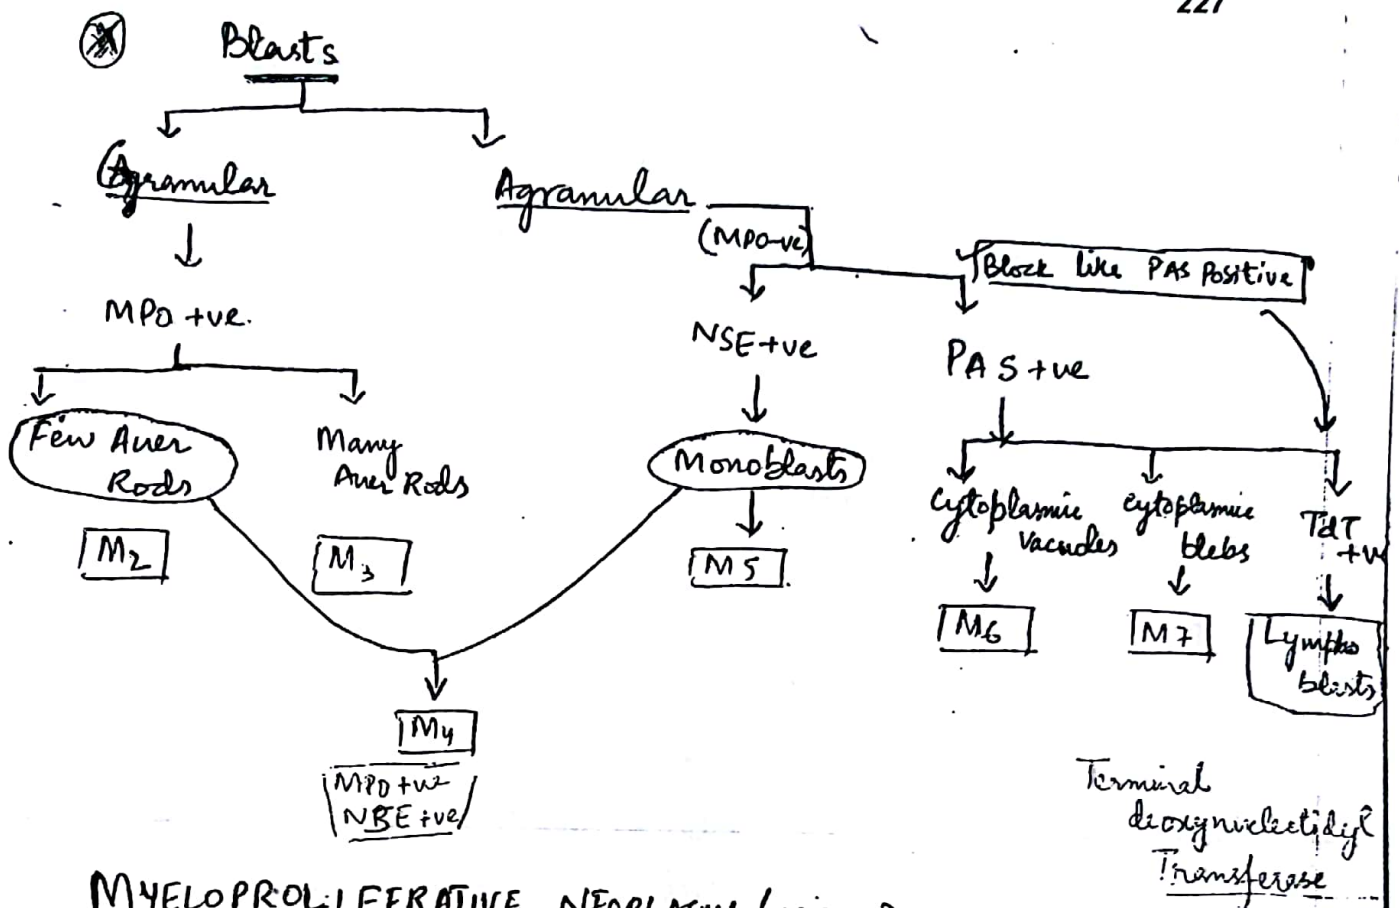 227
Blasts
Agranular
Agranular
(MPO-ve)
Block like PAS Positive
MPO +ve.
NSE+ve
PAS+ve
Few Auer
Rods
Many
Auer Rods
Monoblasts
Cytoplasmic
Vacuoles
Cytoplasmic
blebs
TdT
+v
M2
M3
M5
M6
M7
Lympho
blasts
M4
MPO +ve
NBE +ve
Terminal
deoxynucleotidyl
Transferase
MYELOPROLIFERATIVE NEOPLASMS